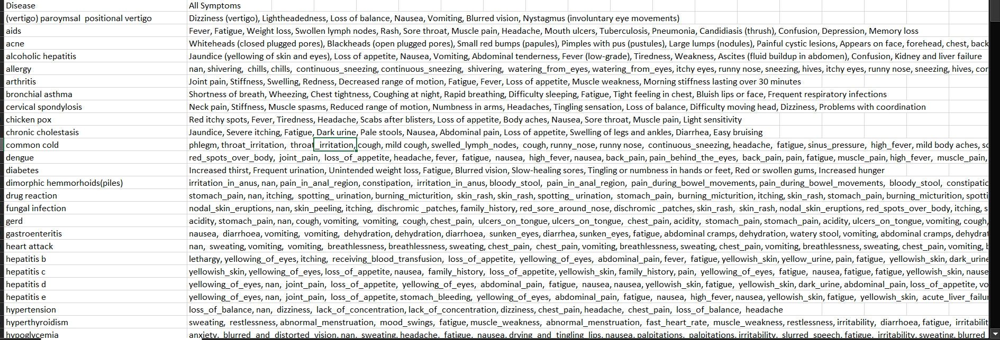 Disease All Symptoms
(vertigo) paroymsal  positional vertigo Dizziness (vertigo), Lightheadedness, Loss of balance, Nausea, Vomiting, Blurred vision, Nystagmus (involuntary eye movements)
aids Fever, Fatigue, Weight loss, Swollen lymph nodes, Rash, Sore throat, Muscle pain, Headache, Mouth ulcers, Tuberculosis, Pneumonia, Candidiasis (thrush), Confusion, Depression, Memory loss
acne Whiteheads (closed plugged pores), Blackheads (open plugged pores), Small red bumps (papules), Pimples with pus (pustules), Large lumps (nodules), Painful cystic lesions, Appears on face, forehead, chest, back
alcoholic hepatitis Jaundice (yellowing of skin and eyes), Loss of appetite, Nausea, Vomiting, Abdominal tenderness, Fever (low-grade), Tiredness, Weakness, Ascites (fluid buildup in abdomen), Confusion, Kidney and liver failure
allergy nan, shivering,  chills, chills,  continuous_sneezing, continuous_sneezing,  shivering,  watering_from_eyes, watering_from_eyes, itchy eyes, runny nose, sneezing, hives, itchy eyes, runny nose, sneezing, hives, cor
arthritis Joint pain, Stiffness, Swelling, Redness, Decreased range of motion, Fatigue, Fever, Loss of appetite, Muscle weakness, Morning stiffness lasting over 30 minutes
bronchial asthma Shortness of breath, Wheezing, Chest tightness, Coughing at night, Rapid breathing, Difficulty sleeping, Fatigue, Tight feeling in chest, Bluish lips or face, Frequent respiratory infections
cervical spondylosis Neck pain, Stiffness, Muscle spasms, Reduced range of motion, Numbness in arms, Headaches, Tingling sensation, Loss of balance, Difficulty moving head, Dizziness, Problems with coordination
chicken pox Red itchy spots, Fever, Tiredness, Headache, Scabs after blisters, Loss of appetite, Body aches, Nausea, Sore throat, Muscle pain, Light sensitivity
chronic cholestasis Jaundice, Severe itching, Fatigue, Dark urine, Pale stools, Nausea, Abdominal pain, Loss of appetite, Swelling of legs and ankles, Diarrhea, Easy bruising
common cold phlegm, throat_irritation,  throat_irritation, cough, mild cough, swelled_lymph_nodes,  cough, runny_nose, runny nose,  continuous_sneezing, headache,  fatigue, sinus_pressure,  high_fever, mild body aches, sc
dengue red_spots_over_body,  joint_pain,  loss_of_appetite, headache, fever,  fatigue,  nausea,  high_fever, nausea, back_pain, pain_behind_the_eyes,  back_pain, pain, fatigue, muscle_pain, high_fever,  muscle_pain,
diabetes Increased thirst, Frequent urination, Unintended weight loss, Fatigue, Blurred vision, Slow-healing sores, Tingling or numbness in hands or feet, Red or swollen gums, Increased hunger
dimorphic hemmorhoids(piles) irritation_in_anus, nan, pain_in_anal_region, constipation,  irritation_in_anus, bloody_stool,  pain_in_anal_region,  pain_during_bowel_movements, pain_during_bowel_movements,  bloody_stool,  constipatic
drug reaction stomach_pain, nan, itching,  spotting_ urination, burning_micturition,  skin_rash, skin_rash, spotting_ urination,  stomach_pain,  burning_micturition, itching, skin_rash, stomach_pain, burning_micturition, spotti
fungal infection nodal_skin_eruptions, nan, skin_peeling, itching,  dischromic _patches, family_history, red_sore_around_nose, dischromic _patches, skin_rash,  skin_rash, nodal_skin_eruptions, red_spots_over_body, itching, s
gerd acidity, stomach_pain, nan, cough, vomiting,  vomiting,  cough, chest_pain,  ulcers_on_tongue, ulcers_on_tongue,  chest_pain, acidity,  stomach_pain, stomach_pain, acidity, ulcers_on_tongue, vomiting, cough,
gastroenteritis nausea,  diarrhoea, vomiting,  vomiting,  dehydration, dehydration, diarrhoea,  sunken_eyes, diarrhea, sunken_eyes, fatigue, abdominal cramps, dehydration, watery stool, vomiting, abdominal cramps, dehydrat
heart attack nan,  sweating, vomiting,  vomiting,  breathlessness, breathlessness, sweating, chest_pain,  chest_pain, vomiting, breathlessness, sweating, chest_pain, vomiting, breathlessness, sweating, chest_pain, vomiting, b
hepatitis b lethargy, yellowing_of_eyes, itching,  receiving_blood_transfusion,  loss_of_appetite,  yellowing_of_eyes,  abdominal_pain, fever,  fatigue, yellowish_skin, yellow_urine, pain, fatigue,  yellowish_skin, dark_urine
hepatitis c yellowish_skin, yellowing_of_eyes, loss_of_appetite, nausea,  family_history,  loss_of_appetite, yellowish_skin, family_history, pain,  yellowing_of_eyes,  fatigue,  nausea, fatigue, fatigue, yellowish_skin, nause
hepatitis d yellowing_of_eyes, nan,  joint_pain,  loss_of_appetite,  yellowing_of_eyes,  abdominal_pain,  fatigue,  nausea, nausea, yellowish_skin, fatigue,  yellowish_skin, dark_urine, abdominal_pain, loss_of_appetite, vo
hepatitis e yellowing_of_eyes, nan,  joint_pain,  loss_of_appetite, stomach_bleeding,  yellowing_of_eyes,  abdominal_pain,  fatigue,  nausea,  high_fever, nausea, yellowish_skin, fatigue,  yellowish_skin,  acute_liver_failur
hypertension loss_of_balance, nan,  dizziness,  lack_of_concentration, lack_of_concentration, dizziness, chest_pain, headache,  chest_pain,  loss_of_balance,  headache
hyperthyroidism sweating,  restlessness, abnormal_menstruation,  mood_swings,  fatigue, muscle_weakness,  abnormal_menstruation,  fast_heart_rate,  muscle_weakness, restlessness, irritability,  diarrhoea, fatigue,  irritabilit
hypoglycemia anxiety,  blurred_and_distorted_vision, nan,  sweating, headache,  fatigue,  nausea, drying_and_tingling_lips, nausea, palpitations,  palpitations, irritability,  slurred_speech, fatigue,  irritability, sweating, blurred